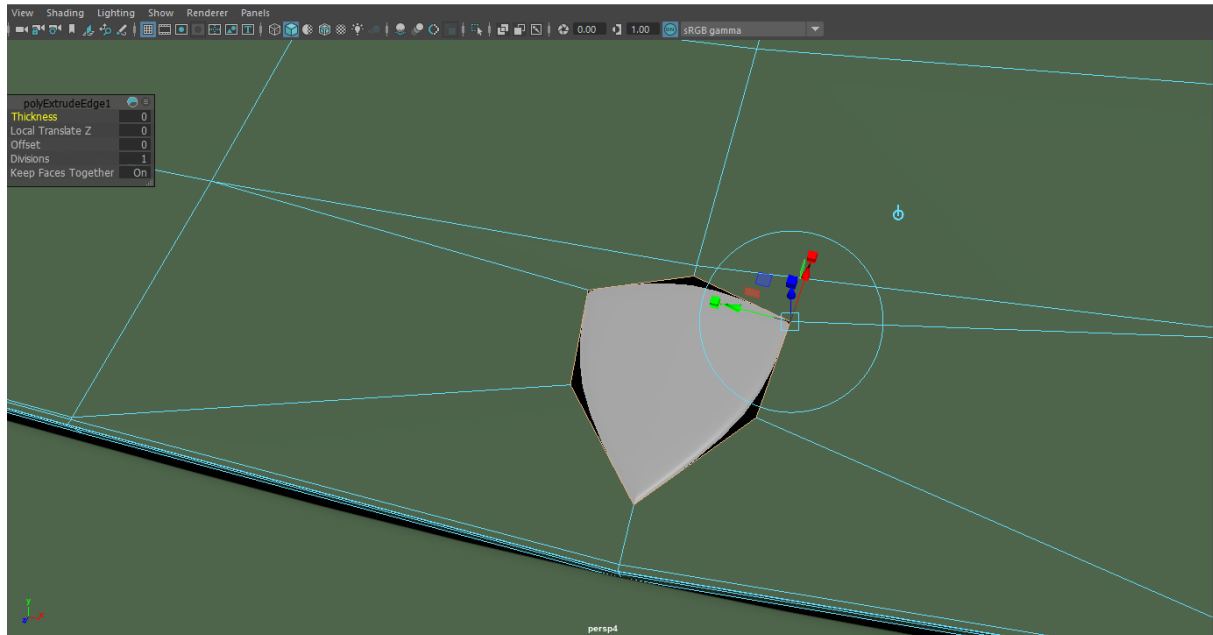 View Shading Lighting Show Renderer Panels
0.00 1.00 sRGB gamma
polyExtrudeEdge1
Thickness 0
Local Translate Z 0
Offset 0
Divisions 1
Keep Faces Together On
y
x
z
persp4